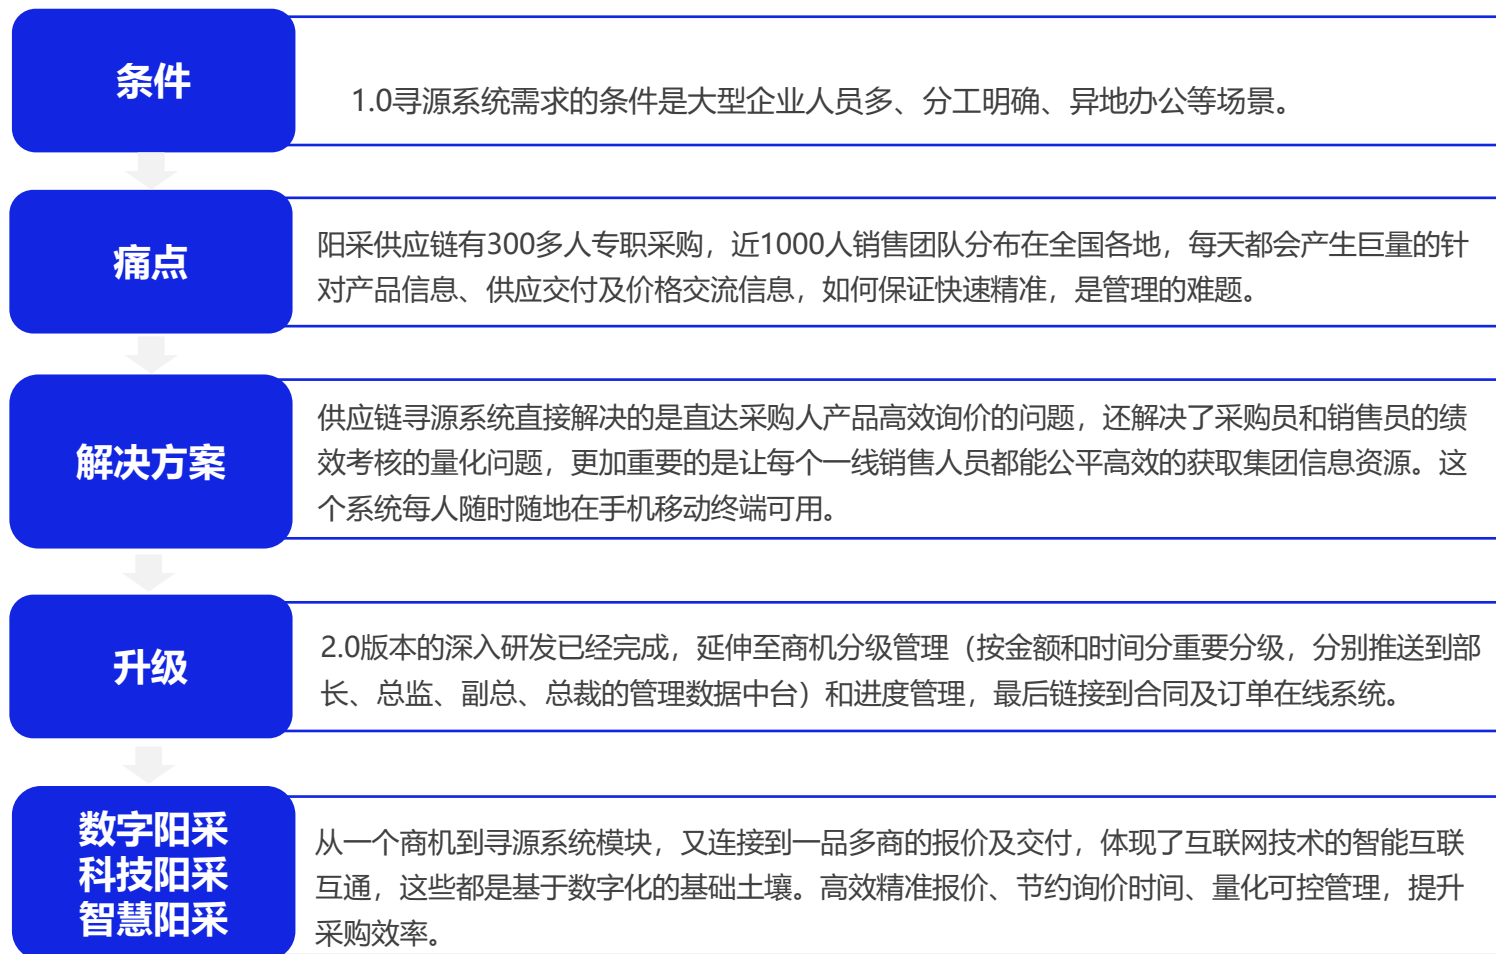 条件
1.0寻源系统需求的条件是大型企业人员多、分工明确、异地办公等场景。
痛点
阳采供应链有300多人专职采购，近1000人销售团队分布在全国各地，每天都会产生巨量的针
对产品信息、供应交付及价格交流信息，如何保证快速精准，是管理的难题。
解决方案
供应链寻源系统直接解决的是直达采购人产品高效询价的问题，还解决了采购员和销售员的绩
效考核的量化问题，更加重要的是让每个一线销售人员都能公平高效的获取集团信息资源。这
个系统每人随时随地在手机移动终端可用。
升级
2.0版本的深入研发已经完成，延伸至商机分级管理（按金额和时间分重要分级，分别推送到部
长、总监、副总、总裁的管理数据中台）和进度管理，最后链接到合同及订单在线系统。
数字阳采
科技阳采
智慧阳采
从一个商机到寻源系统模块，又连接到一品多商的报价及交付，体现了互联网技术的智能互联
互通，这些都是基于数字化的基础土壤。高效精准报价、节约询价时间、量化可控管理，提升
采购效率。